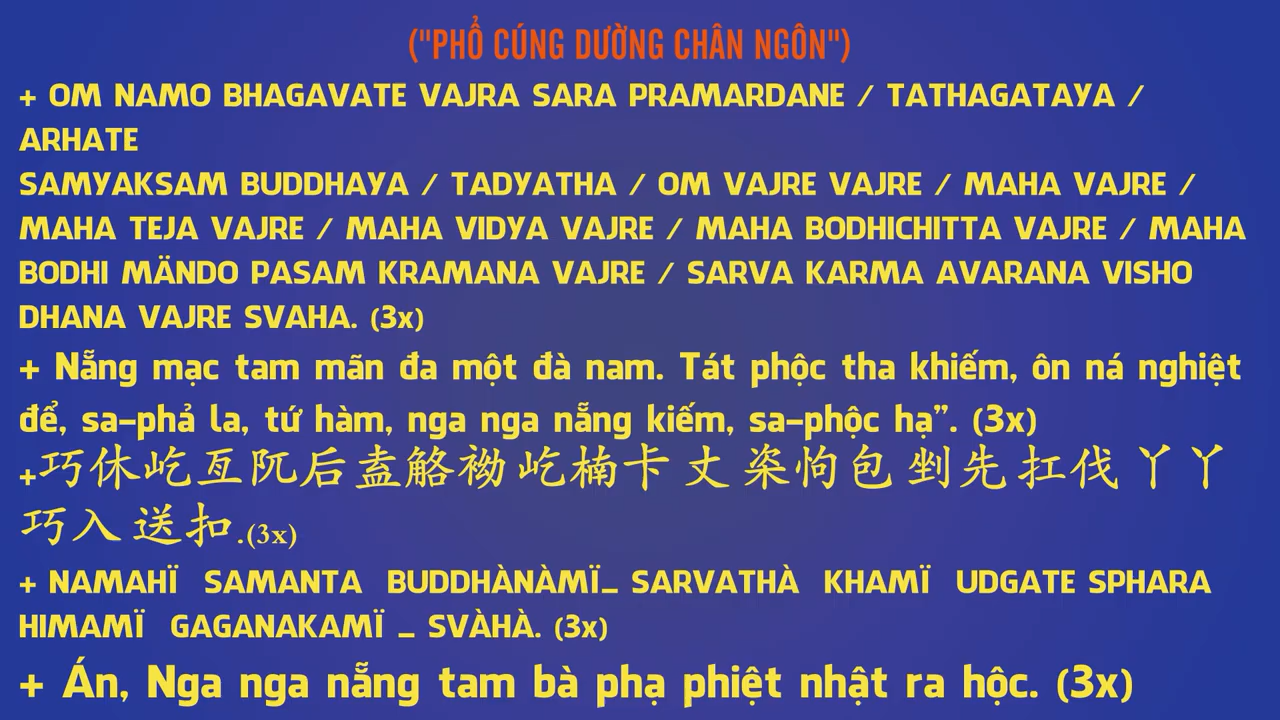 ("PHỔ CÚNG DƯỜNG CHÂN NGÔN")
+ OM NAMO BHAGAVATE VAJRA SARA PRAMARDANE / TATHAGATAYA /
ARHATE
SAMYAKSAM BUDDHAYA / TADYATHA / OM VAJRE VAJRE / MAHA VAJRE /
MAHA TEJA VAJRE / MAHA VIDYA VAJRE / MAHA BODHICHITTA VAJRE / MAHA
BODHI MÄNDO PASAM KRAMANA VAJRE / SARVA KARMA AVARANA VISHO
DHANA VAJRE SVAHA. (3x)
+ Nẵng mạc tam mãn đa một đà nam. Tát phộc tha khiếm, ôn ná nghiệt
để, sa-phả la, tứ hàm, nga nga nẵng kiếm, sa-phộc hạ”. (3x)
+巧休屹亙阢后盍觡袎屹楠卡丈楶怐包剉先扛伐丫丫
巧入送扣.(3x)
+ NAMAHÏ SAMANTA BUDDHÀNÀMÏ_ SARVATHÀ KHAMÏ UDGATE SPHARA
HIMAMÏ GAGANAKAMÏ _ SVÀHÀ. (3x)
+ Án, Nga nga nẵng tam bà phạ phiệt nhật ra hộc. (3x)